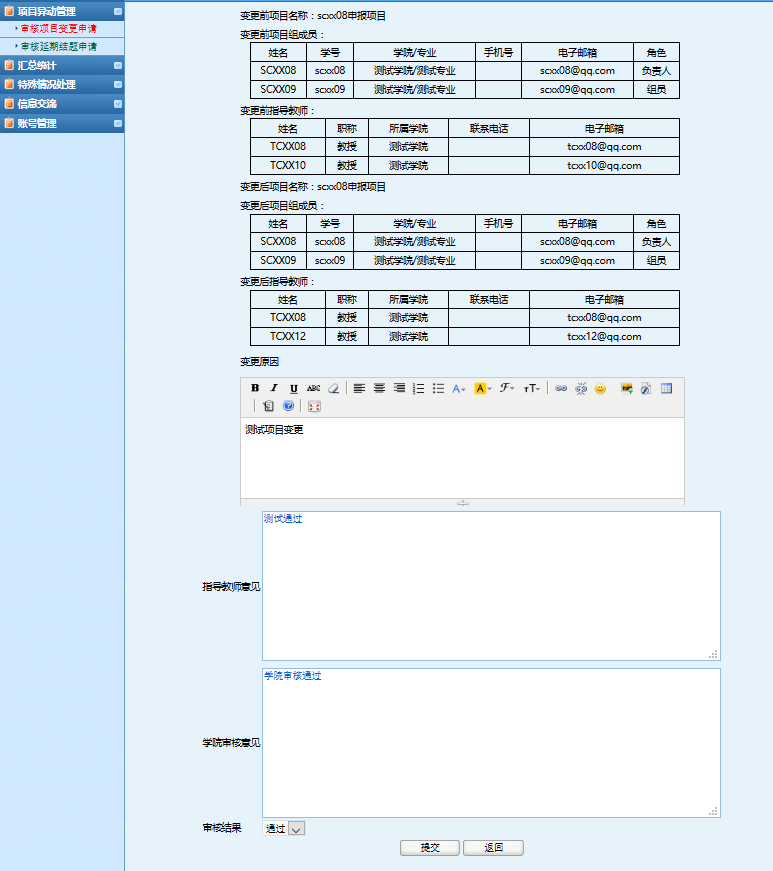 项目异动管理
审核项目变更申请
审核延期结题申请
汇总统计
特殊情况处理
信息交流
账号管理
变更前项目名称：scxx08申报项目
变更前项目组成员：
姓名 学号 学院/专业 手机号 电子邮箱 角色
SCXX08 scxx08 测试学院/测试专业 scxx08@qq.com 负责人
SCXX09 scxx09 测试学院/测试专业 scxx09@qq.com 组员
变更前指导教师：
姓名 职称 所属学院 联系电话 电子邮箱
TCXX08 教授 测试学院 tcxx08@qq.com
TCXX10 教授 测试学院 tcxx10@qq.com
变更后项目名称：scxx08申报项目
变更后项目组成员：
姓名 学号 学院/专业 手机号 电子邮箱 角色
SCXX08 scxx08 测试学院/测试专业 scxx08@qq.com 负责人
SCXX09 scxx09 测试学院/测试专业 scxx09@qq.com 组员
变更后指导教师：
姓名 职称 所属学院 联系电话 电子邮箱
TCXX08 教授 测试学院 tcxx08@qq.com
TCXX12 教授 测试学院 tcxx12@qq.com
变更原因
B I U ABC A A F TT
测试项目变更
测试通过
指导教师意见
学院审核通过
学院审核意见
审核结果 通过
提交 返回